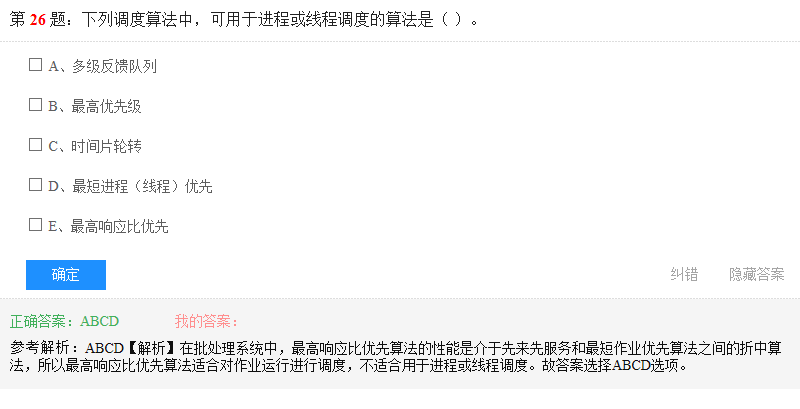 第 26 题：下列调度算法中，可用于进程或线程调度的算法是（ ）。
A、多级反馈队列
B、最高优先级
C、时间片轮转
D、最短进程（线程）优先
E、最高响应比优先
确定
纠错 隐藏答案
正确答案：ABCD 我的答案：
参考解析：ABCD【解析】在批处理系统中，最高响应比优先算法的性能是介于先来先服务和最短作业优先算法之间的折中算
法，所以最高响应比优先算法适合对作业运行进行调度，不适合用于进程或线程调度。故答案选择ABCD选项。